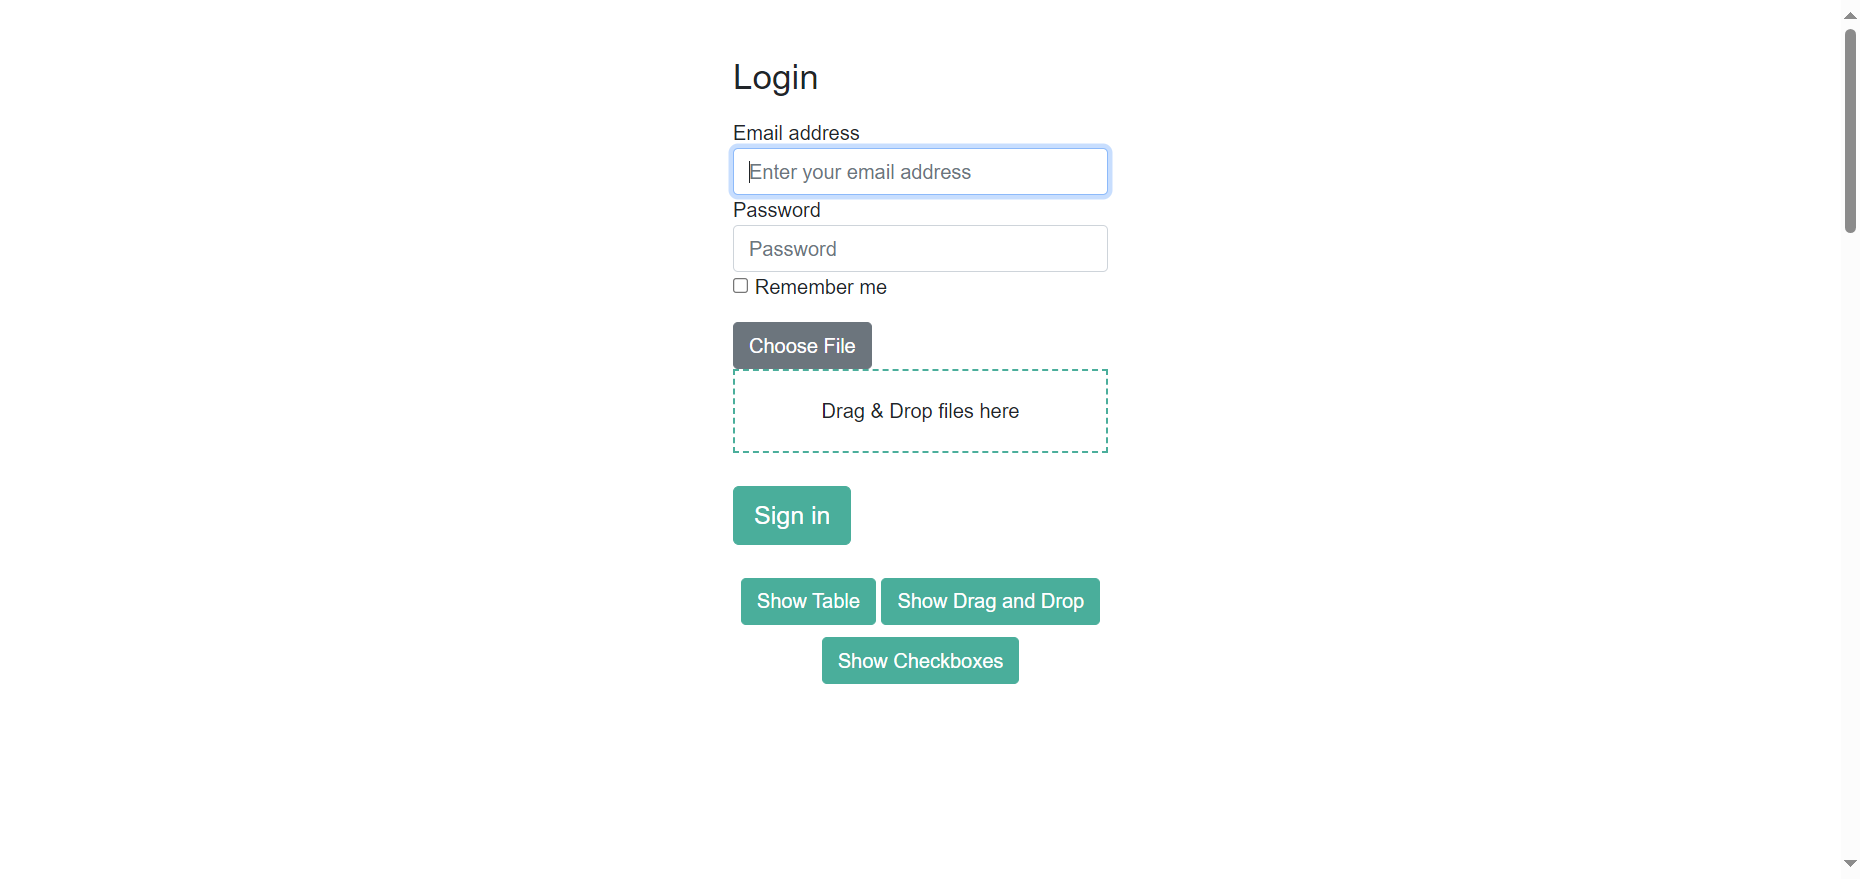 Login
Email address
Enter your email address
Password
Password
Remember me
Choose File
Drag & Drop files here
Sign in
Show Table Show Drag and Drop
Show Checkboxes